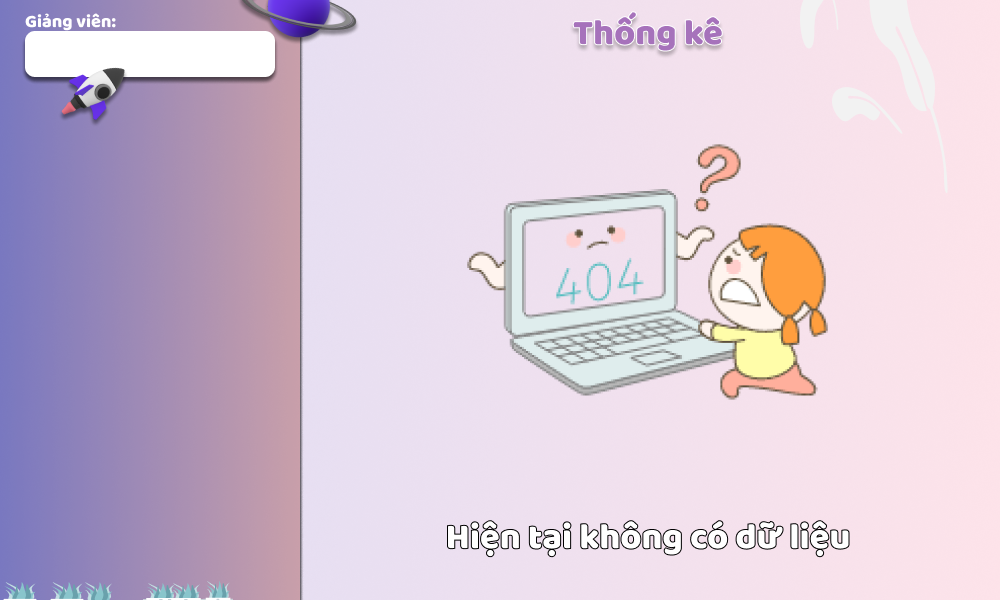 Giảng viên:
Thống kê
?
404
Hiện tại không có dữ liệu